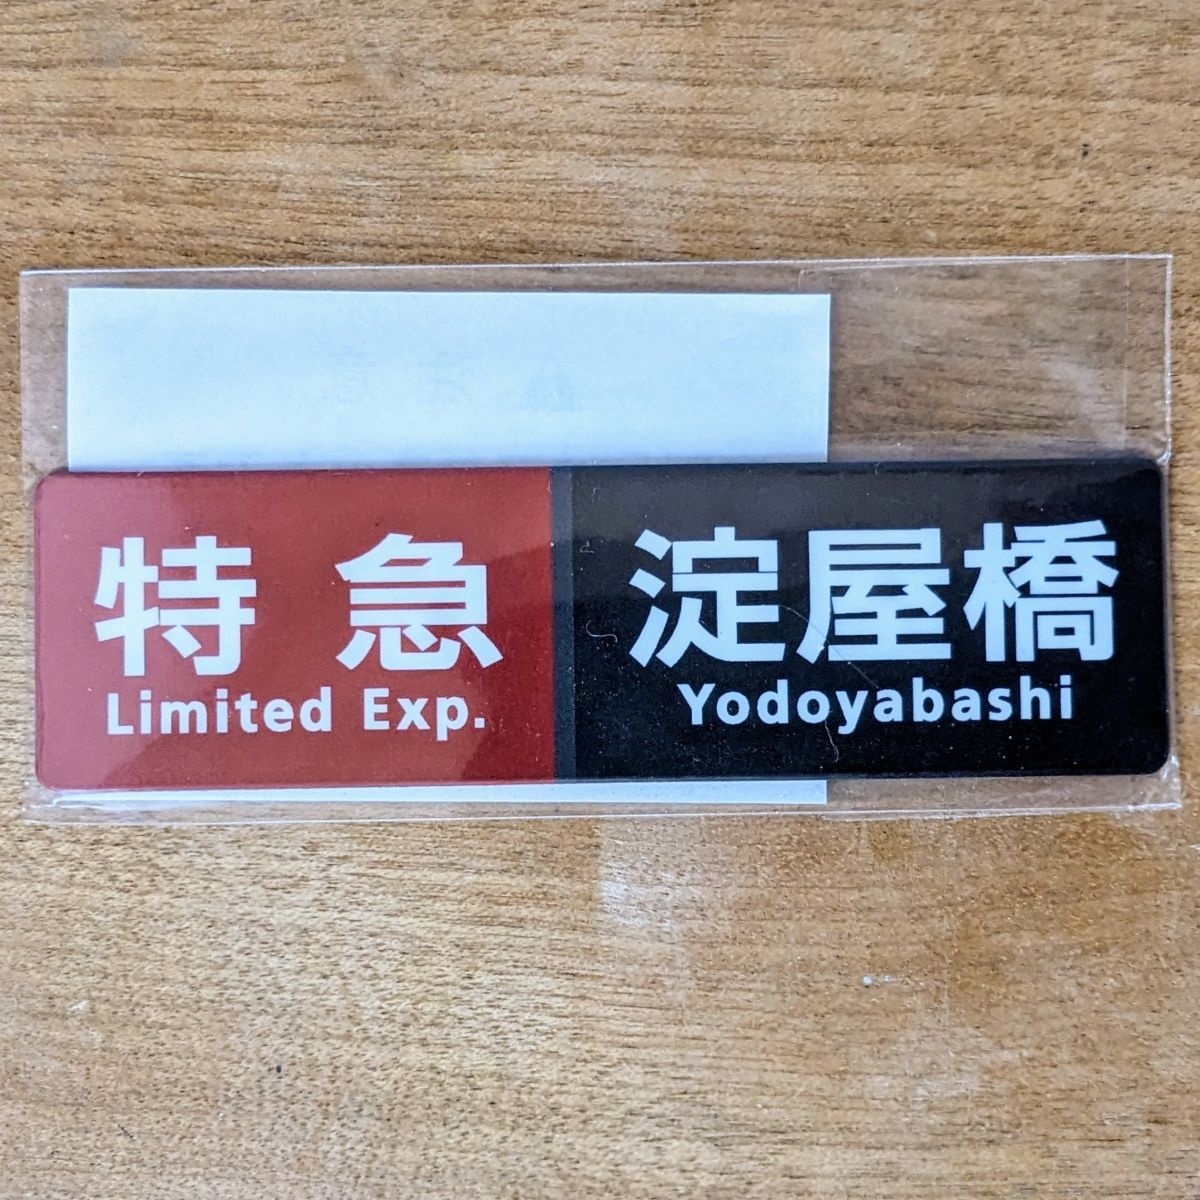 特急
Limited Exp.
淀屋橋
Yodoyabashi